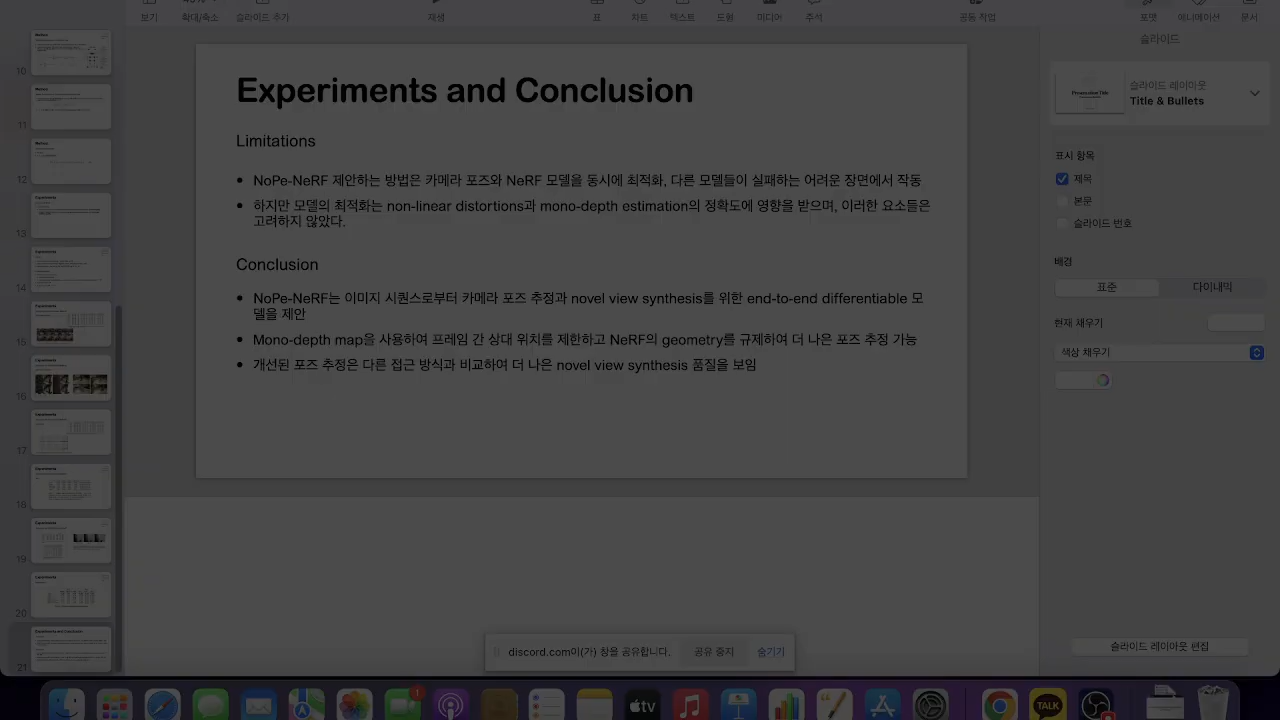 보기
확대/축소
슬라이드 추가
재생
표
차트
텍스트
도형
미디어
주석
공동 작업
포맷
애니메이션
문서
10
11
12
13
14
15
16
17
18
19
20
21
Experiments and Conclusion
Limitations
• NoPe-NeRF 제안하는 방법은 카메라 포즈와 NeRF 모델을 동시에 최적화, 다른 모델들이 실패하는 어려운 장면에서 작동
• 하지만 모델의 최적화는 non-linear distortions과 mono-depth estimation의 정확도에 영향을 받으며, 이러한 요소들은
고려하지 않았다.
Conclusion
• NoPe-NeRF는 이미지 시퀀스로부터 카메라 포즈 추정과 novel view synthesis를 위한 end-to-end differentiable 모
델을 제안
• Mono-depth map을 사용하여 프레임 간 상대 위치를 제한하고 NeRF의 geometry를 규제하여 더 나은 포즈 추정 가능
• 개선된 포즈 추정은 다른 접근 방식과 비교하여 더 나은 novel view synthesis 품질을 보임
슬라이드
Presentation Title
슬라이드 레이아웃
Title & Bullets
표시 항목
제목
본문
슬라이드 번호
배경
표준
다이내믹
현재 채우기
색상 채우기
슬라이드 레이아웃 편집
discord.com이(가) 창을 공유합니다.
공유 중지
숨기기
1
tv
TALK